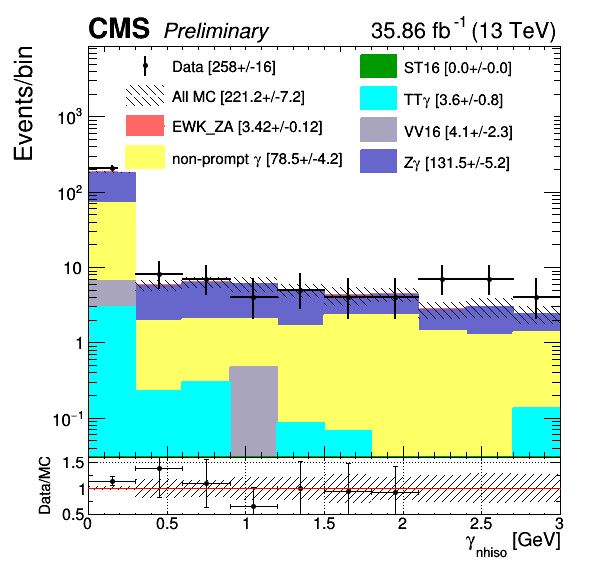 CMS Preliminary 35.86 fb⁻¹ (13 TeV)
Events/bin
Data [258+/-16]
All MC [221.2+/-7.2]
EWK_ZA [3.42+/-0.12]
non-prompt γ [78.5+/-4.2]
ST16 [0.0+/-0.0]
TTγ [3.6+/-0.8]
VV16 [4.1+/-2.3]
Zγ [131.5+/-5.2]
10³
10²
10
1
10⁻¹
Data/MC
1.5
1
0.5
0 0.5 1 1.5 2 2.5 3
γnhiso [GeV]